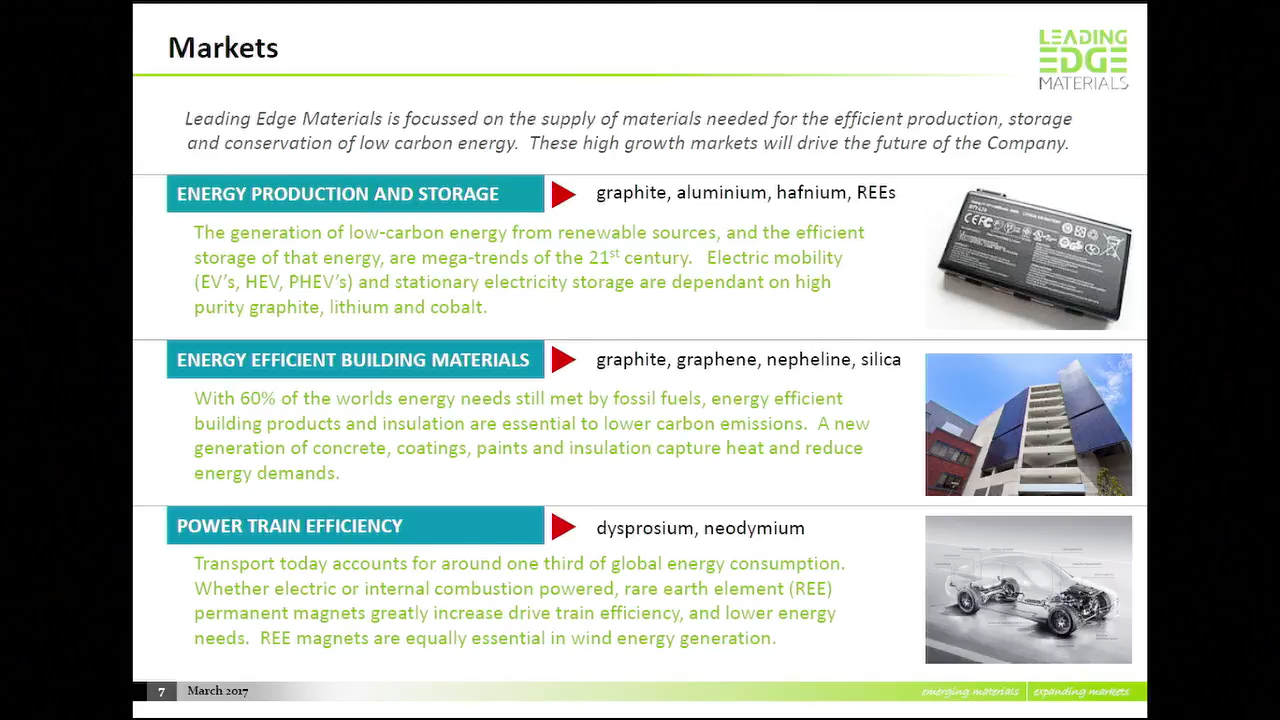 Markets
LEADING
EDGE
MATERIALS
Leading Edge Materials is focussed on the supply of materials needed for the efficient production, storage
and conservation of low carbon energy. These high growth markets will drive the future of the Company.
ENERGY PRODUCTION AND STORAGE
graphite, aluminium, hafnium, REEs
The generation of low-carbon energy from renewable sources, and the efficient
storage of that energy, are mega-trends of the 21st century. Electric mobility
(EV's, HEV, PHEV's) and stationary electricity storage are dependant on high
purity graphite, lithium and cobalt.
ENERGY EFFICIENT BUILDING MATERIALS
graphite, graphene, nepheline, silica
With 60% of the worlds energy needs still met by fossil fuels, energy efficient
building products and insulation are essential to lower carbon emissions. A new
generation of concrete, coatings, paints and insulation capture heat and reduce
energy demands.
POWER TRAIN EFFICIENCY
dysprosium, neodymium
Transport today accounts for around one third of global energy consumption.
Whether electric or internal combustion powered, rare earth element (REE)
permanent magnets greatly increase drive train efficiency, and lower energy
needs. REE magnets are equally essential in wind energy generation.
7
March 2017
emerging materials
expanding markets